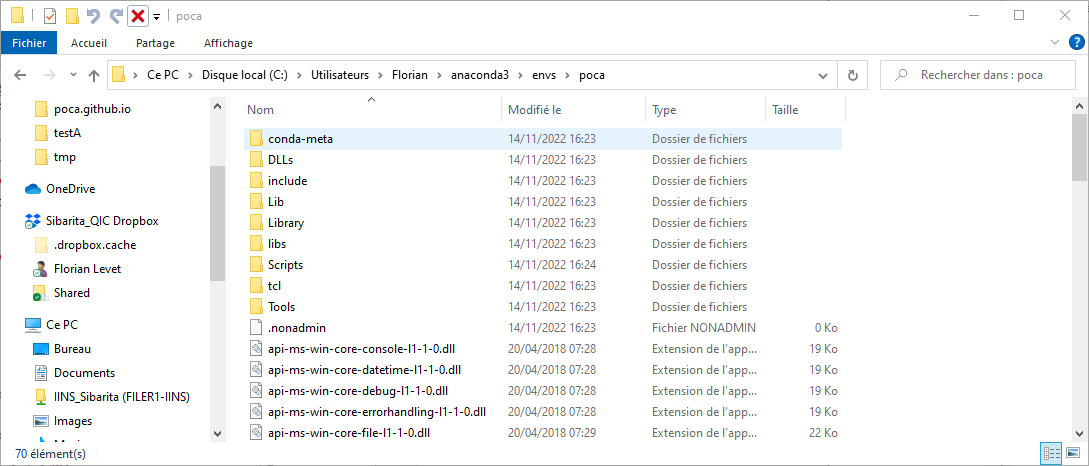 poca
Fichier Accueil Partage Affichage
Ce PC Disque local (C:) Utilisateurs Florian anaconda3 envs poca
Rechercher dans : poca
poca.github.io
testA
tmp
OneDrive
Sibarita_QIC Dropbox
.dropbox.cache
Florian Levet
Shared
Ce PC
Bureau
Documents
IINS_Sibarita (FILER1-IINS)
Images
Nom Modifié le Type Taille
conda-meta 14/11/2022 16:23 Dossier de fichiers
DLLs 14/11/2022 16:23 Dossier de fichiers
include 14/11/2022 16:23 Dossier de fichiers
Lib 14/11/2022 16:23 Dossier de fichiers
Library 14/11/2022 16:23 Dossier de fichiers
libs 14/11/2022 16:23 Dossier de fichiers
Scripts 14/11/2022 16:24 Dossier de fichiers
tcl 14/11/2022 16:23 Dossier de fichiers
Tools 14/11/2022 16:23 Dossier de fichiers
.nonadmin 14/11/2022 16:23 Fichier NONADMIN 0 Ko
api-ms-win-core-console-l1-1-0.dll 20/04/2018 07:28 Extension de l'app... 19 Ko
api-ms-win-core-datetime-l1-1-0.dll 20/04/2018 07:28 Extension de l'app... 19 Ko
api-ms-win-core-debug-l1-1-0.dll 20/04/2018 07:28 Extension de l'app... 19 Ko
api-ms-win-core-errorhandling-l1-1-0.dll 20/04/2018 07:28 Extension de l'app... 19 Ko
api-ms-win-core-file-l1-1-0.dll 20/04/2018 07:29 Extension de l'app... 22 Ko
70 élément(s)